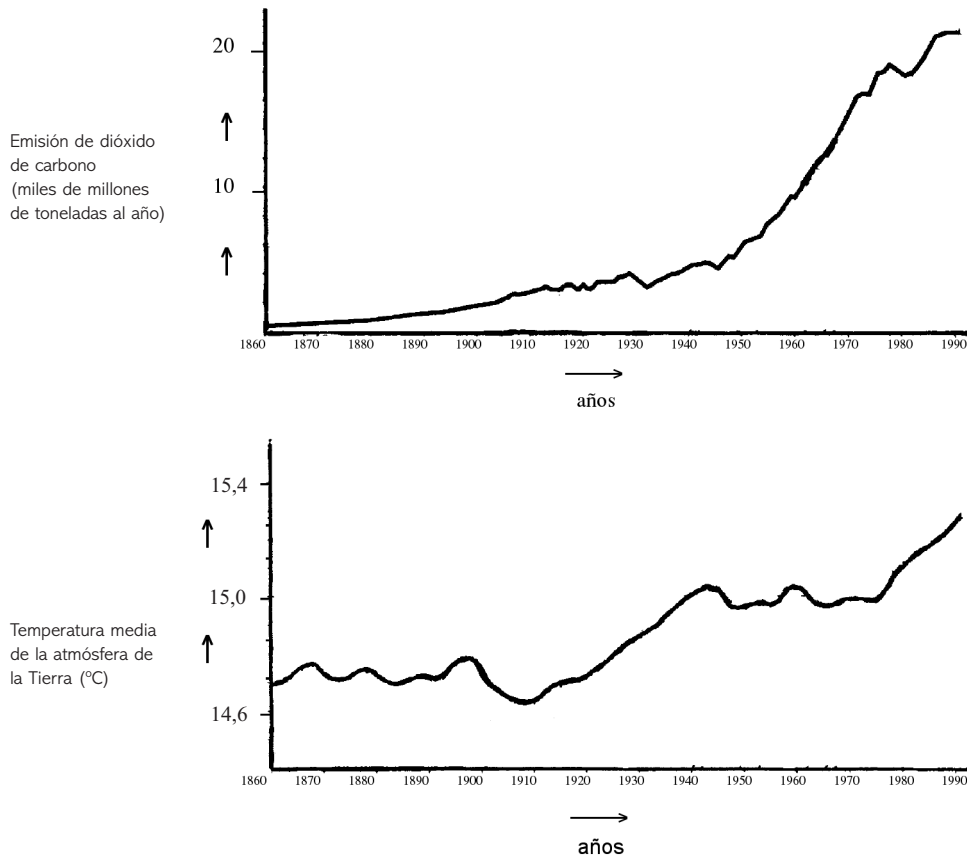 20
Emisión de dióxido
de carbono
(miles de millones
de toneladas al año)
10
1860 1870 1880 1890 1900 1910 1920 1930 1940 1950 1960 1970 1980 1990
años
15,4
15,0
Temperatura media
de la atmósfera de
la Tierra (ºC)
14,6
1860 1870 1880 1890 1900 1910 1920 1930 1940 1950 1960 1970 1980 1990
años